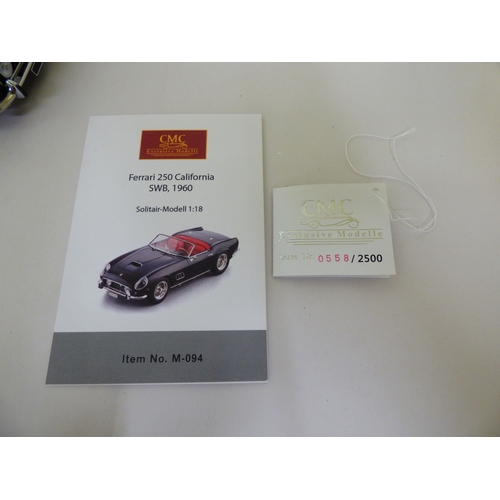 CMC
Exclusive Modelle
Ferrari 250 California
SWB, 1960
Solitair-Modell 1:18
Item No. M-094
CMC
Exclusive Modelle
0558/2500